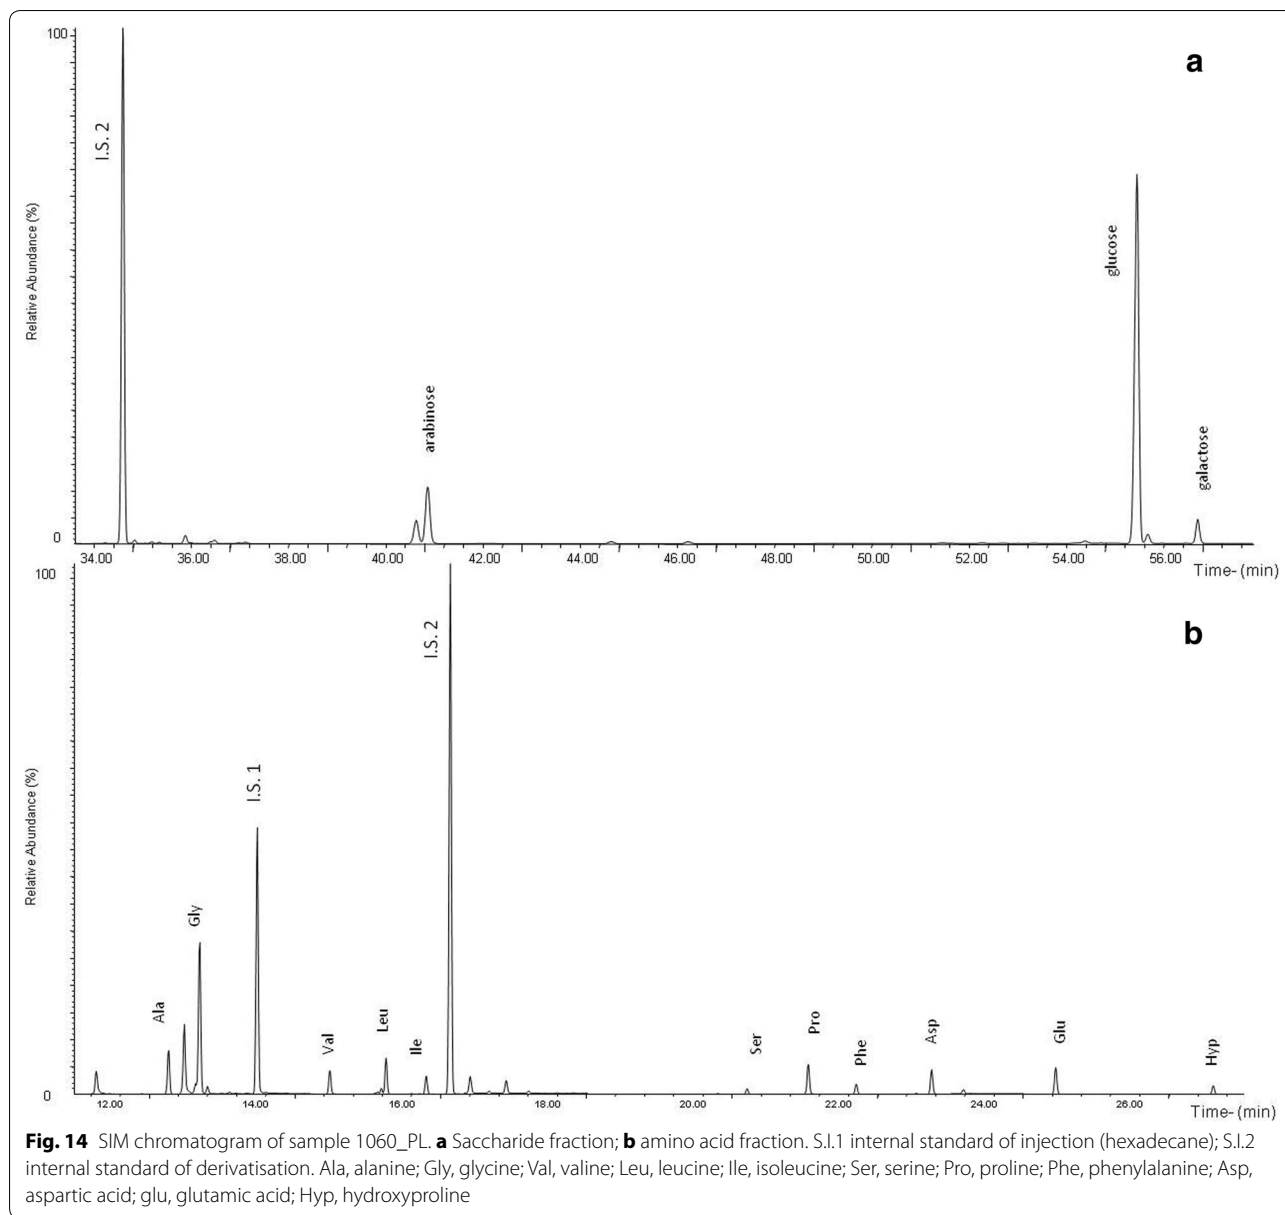 100
a
I.S. 2
Relative Abundance (%)
glucose
arabinose
galactose
0
34.00 36.00 38.00 40.00 42.00 44.00 46.00 48.00 50.00 52.00 54.00 56.00
Time- (min)
100
b
I.S. 2
I.S. 1
Relative Abundance (%)
Gly
Ala
Val
Leu
Ile
Ser
Pro
Phe
Asp
Glu
Hyp
0
12.00 14.00 16.00 18.00 20.00 22.00 24.00 26.00
Time- (min)
Fig. 14 SIM chromatogram of sample 1060_PL. a Saccharide fraction; b amino acid fraction. S.I.1 internal standard of injection (hexadecane); S.I.2
internal standard of derivatisation. Ala, alanine; Gly, glycine; Val, valine; Leu, leucine; Ile, isoleucine; Ser, serine; Pro, proline; Phe, phenylalanine; Asp,
aspartic acid; glu, glutamic acid; Hyp, hydroxyproline